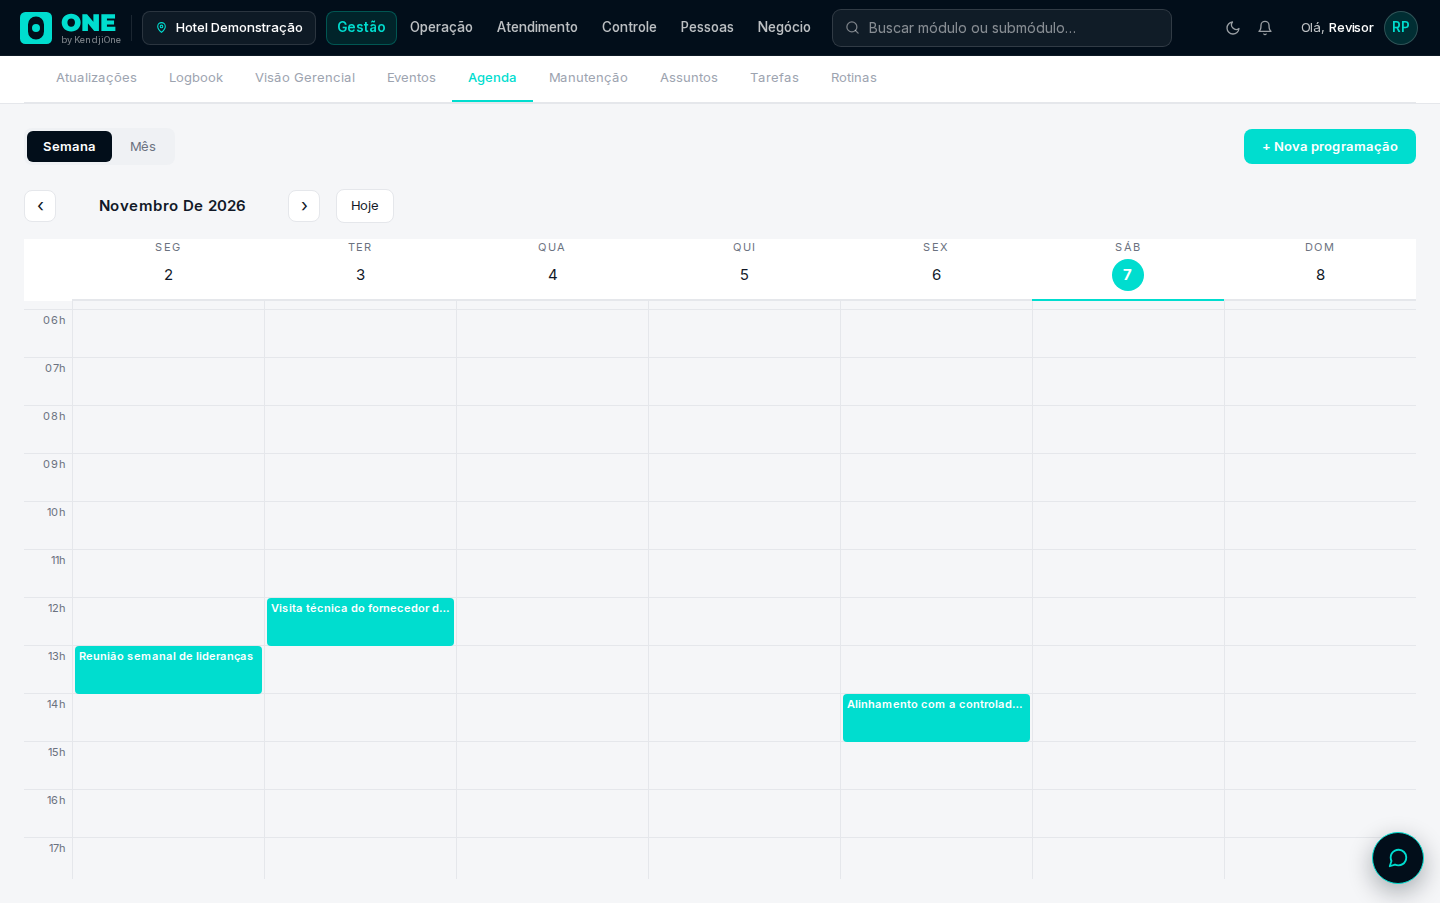 ONE
by KendjiOne
Hotel Demonstração
Gestão
Operação
Atendimento
Controle
Pessoas
Negócio
Buscar módulo ou submódulo...
Olá, Revisor
RP
Atualizações
Logbook
Visão Gerencial
Eventos
Agenda
Manutenção
Assuntos
Tarefas
Rotinas
Semana
Mês
+ Nova programação
‹
Novembro De 2026
›
Hoje
SEG
TER
QUA
QUI
SEX
SÁB
DOM
2
3
4
5
6
7
8
06h
07h
08h
09h
10h
11h
12h
Visita técnica do fornecedor d...
13h
Reunião semanal de lideranças
14h
Alinhamento com a controlad...
15h
16h
17h